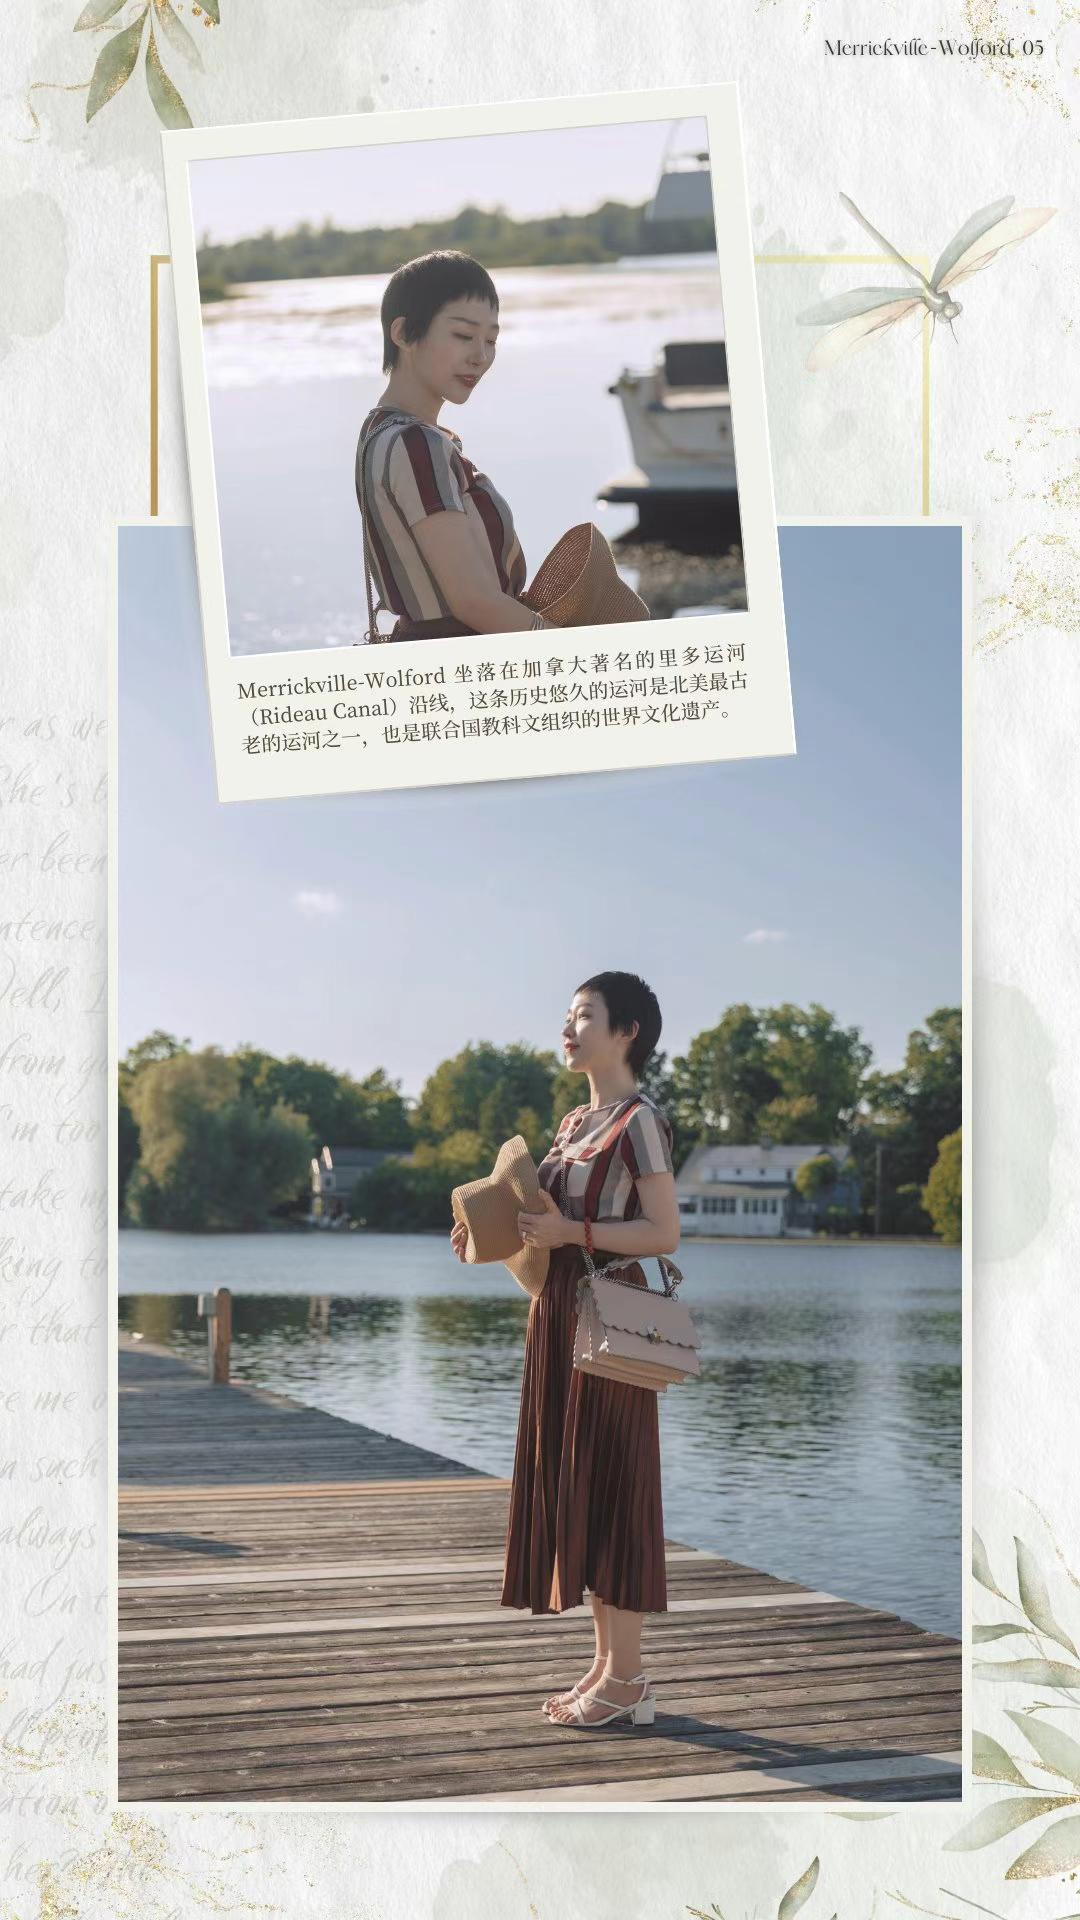 Merrickville-Wolford 05
Merrickville-Wolford 坐落在加拿大著名的里多运河
（Rideau Canal）沿线，这条历史悠久的运河是北美最古
老的运河之一，也是联合国教科文组织的世界文化遗产。
r as we
She's b
er been
ntence,
Well, I
from yo
I'm too
take m
king to
r that
re me o
n such
always
On t
had jus
ll peop
ation o